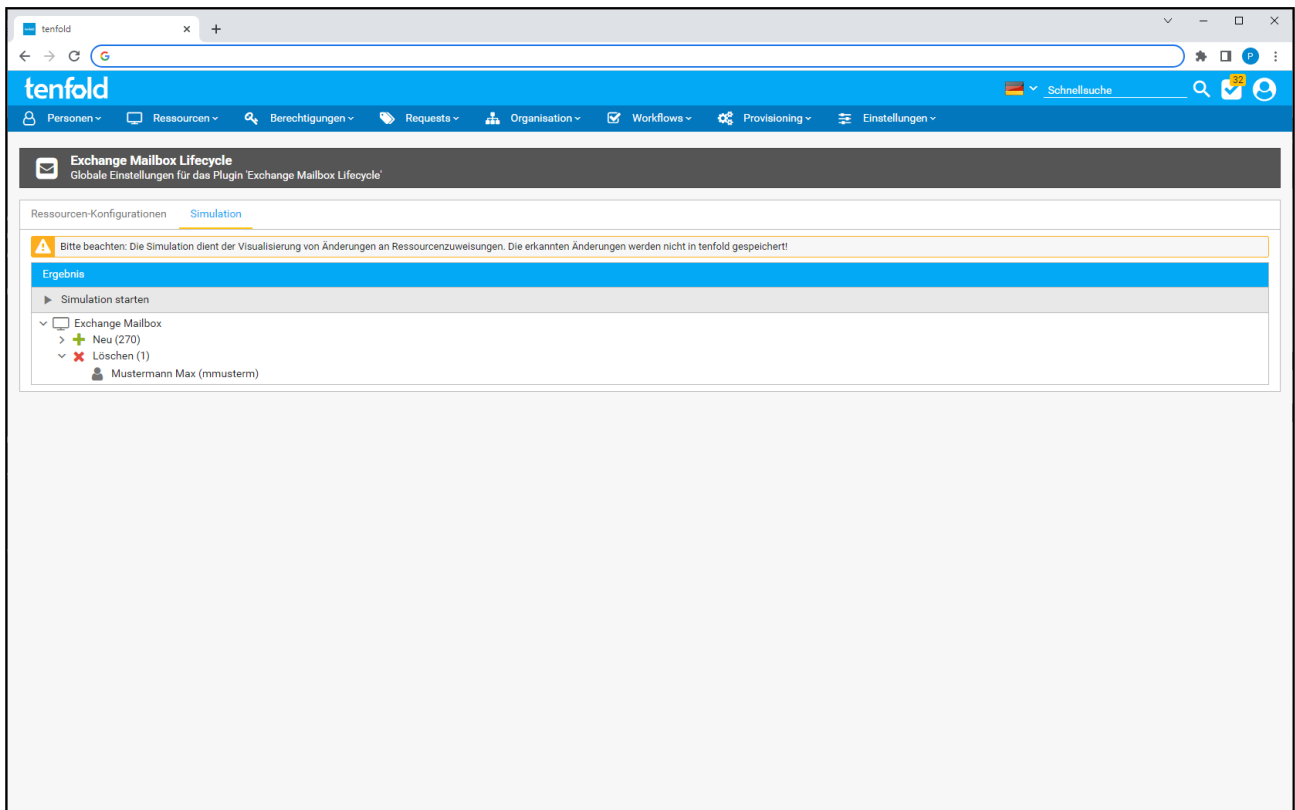 tenfold
G
P
tenfold
Schnellsuche
32
Personen
Ressourcen
Berechtigungen
Requests
Organisation
Workflows
Provisioning
Einstellungen
Exchange Mailbox Lifecycle
Globale Einstellungen für das Plugin 'Exchange Mailbox Lifecycle'
Ressourcen-Konfigurationen
Simulation
Bitte beachten: Die Simulation dient der Visualisierung von Änderungen an Ressourcenzuweisungen. Die erkannten Änderungen werden nicht in tenfold gespeichert!
Ergebnis
Simulation starten
Exchange Mailbox
Neu (270)
Löschen (1)
Mustermann Max (mmusterm)